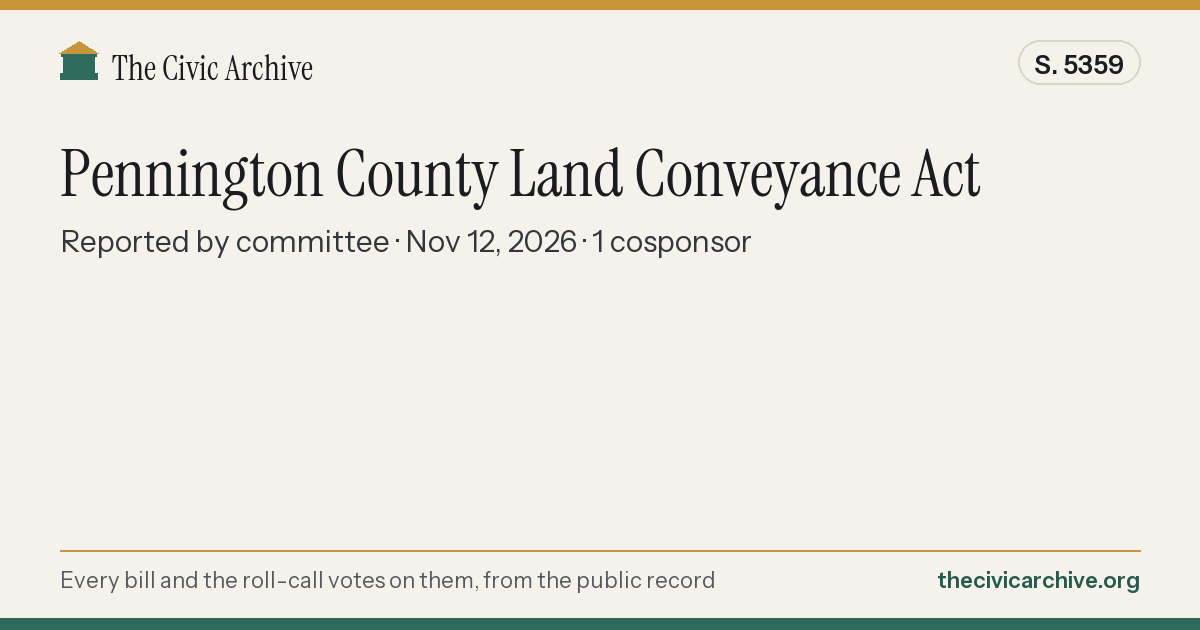 The Civic Archive
S. 5359
Pennington County Land Conveyance Act
Reported by committee · Nov 12, 2026 · 1 cosponsor
Every bill and the roll-call votes on them, from the public record
thecivicarchive.org